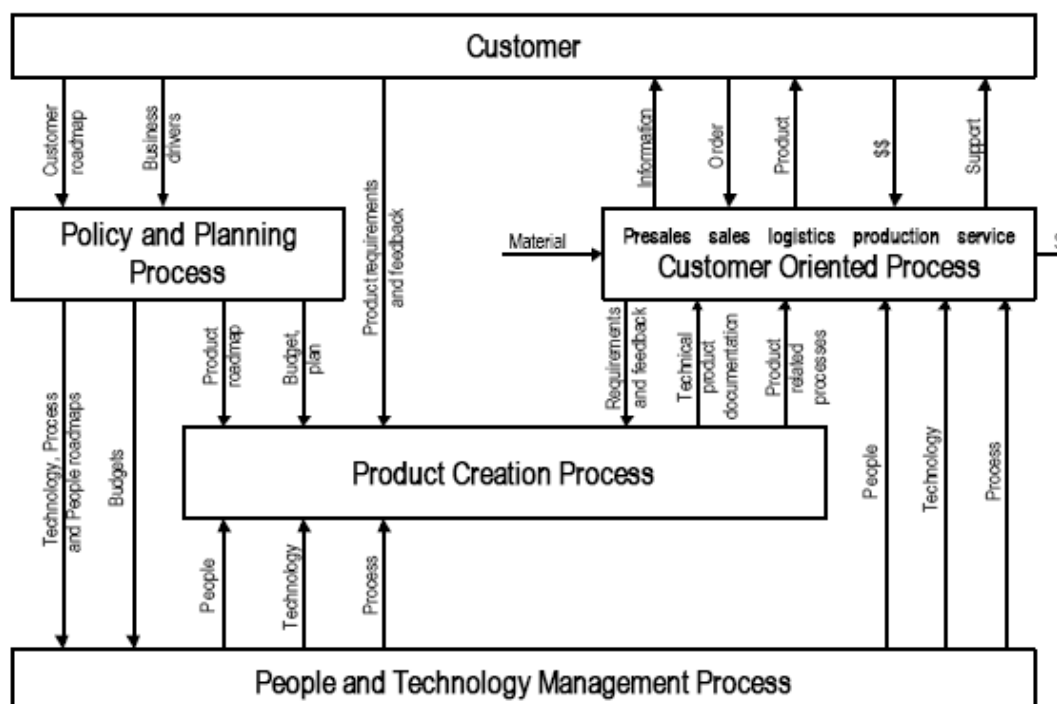 Customer
Customer
roadmap
Business
drivers
Product requirements
and feedback
Information
Order
Product
$$
Support
Policy and Planning
Process
Material
Presales sales logistics production service
Customer Oriented Process
Technology, Process
and People roadmaps
Budgets
Product
roadmap
Budget,
plan
Requirements
and feedback
Technical
product
documentation
Product
related
processes
People
Technology
Process
Product Creation Process
People
Technology
Process
People and Technology Management Process